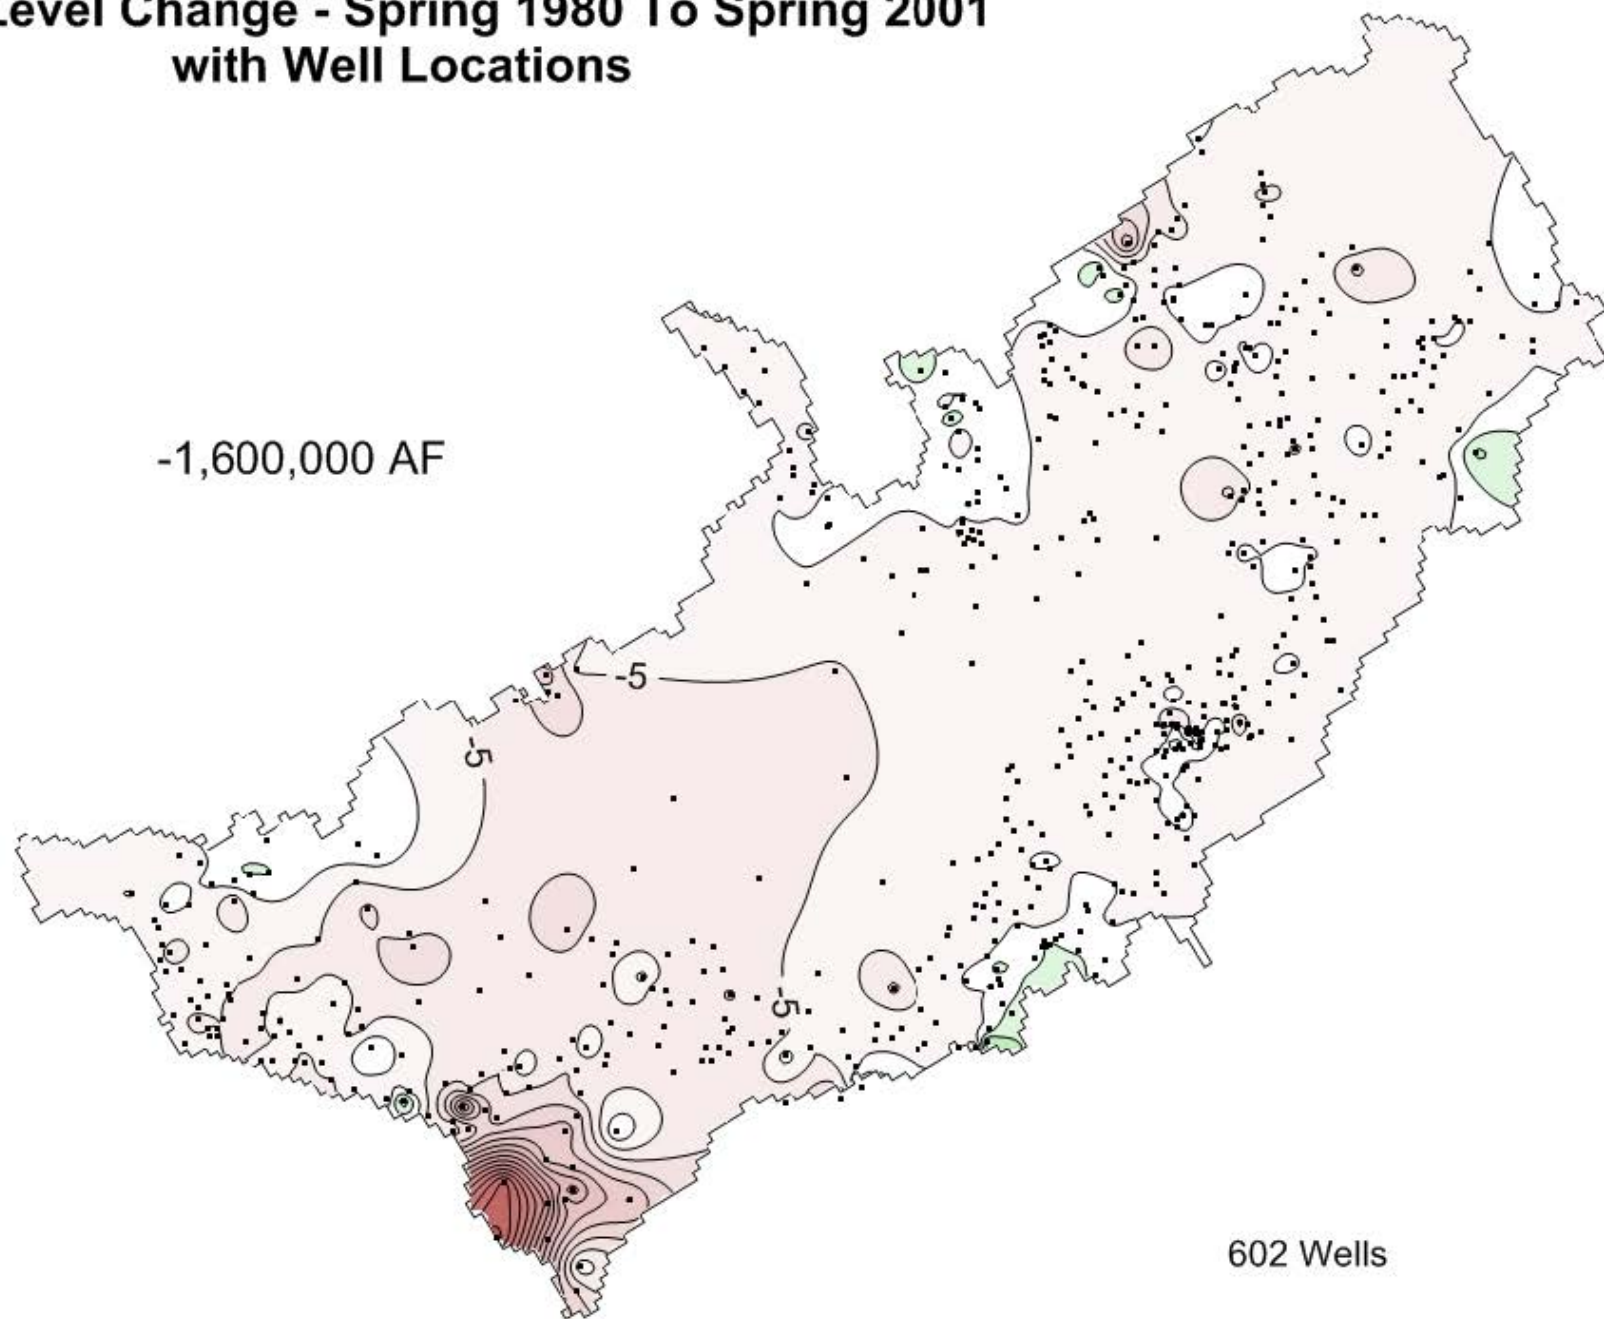 Level Change - Spring 1980 To Spring 2001
with Well Locations
-1,600,000 AF
-5
-5
-5
602 Wells